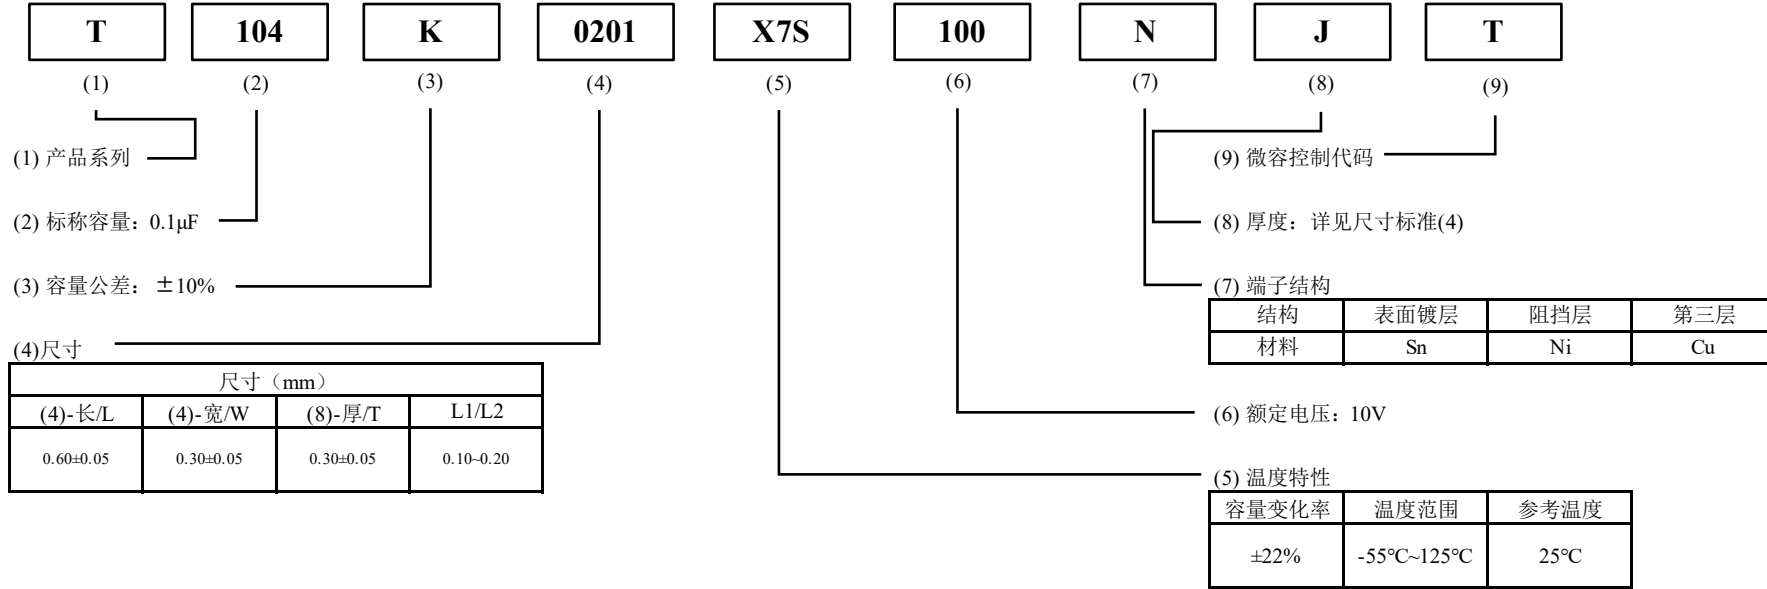 T 104 K 0201 X7S 100 N J T
(1) (2) (3) (4) (5) (6) (7) (8) (9)
(1) 产品系列
(2) 标称容量：0.1μF
(3) 容量公差：±10%
(4)尺寸
尺寸（mm）
(4)-长/L (4)-宽/W (8)-厚/T L1/L2
0.60±0.05 0.30±0.05 0.30±0.05 0.10~0.20
(9) 微容控制代码
(8) 厚度：详见尺寸标准(4)
(7) 端子结构
结构 表面镀层 阻挡层 第三层
材料 Sn Ni Cu
(6) 额定电压：10V
(5) 温度特性
容量变化率 温度范围 参考温度
±22% -55℃~125℃ 25℃